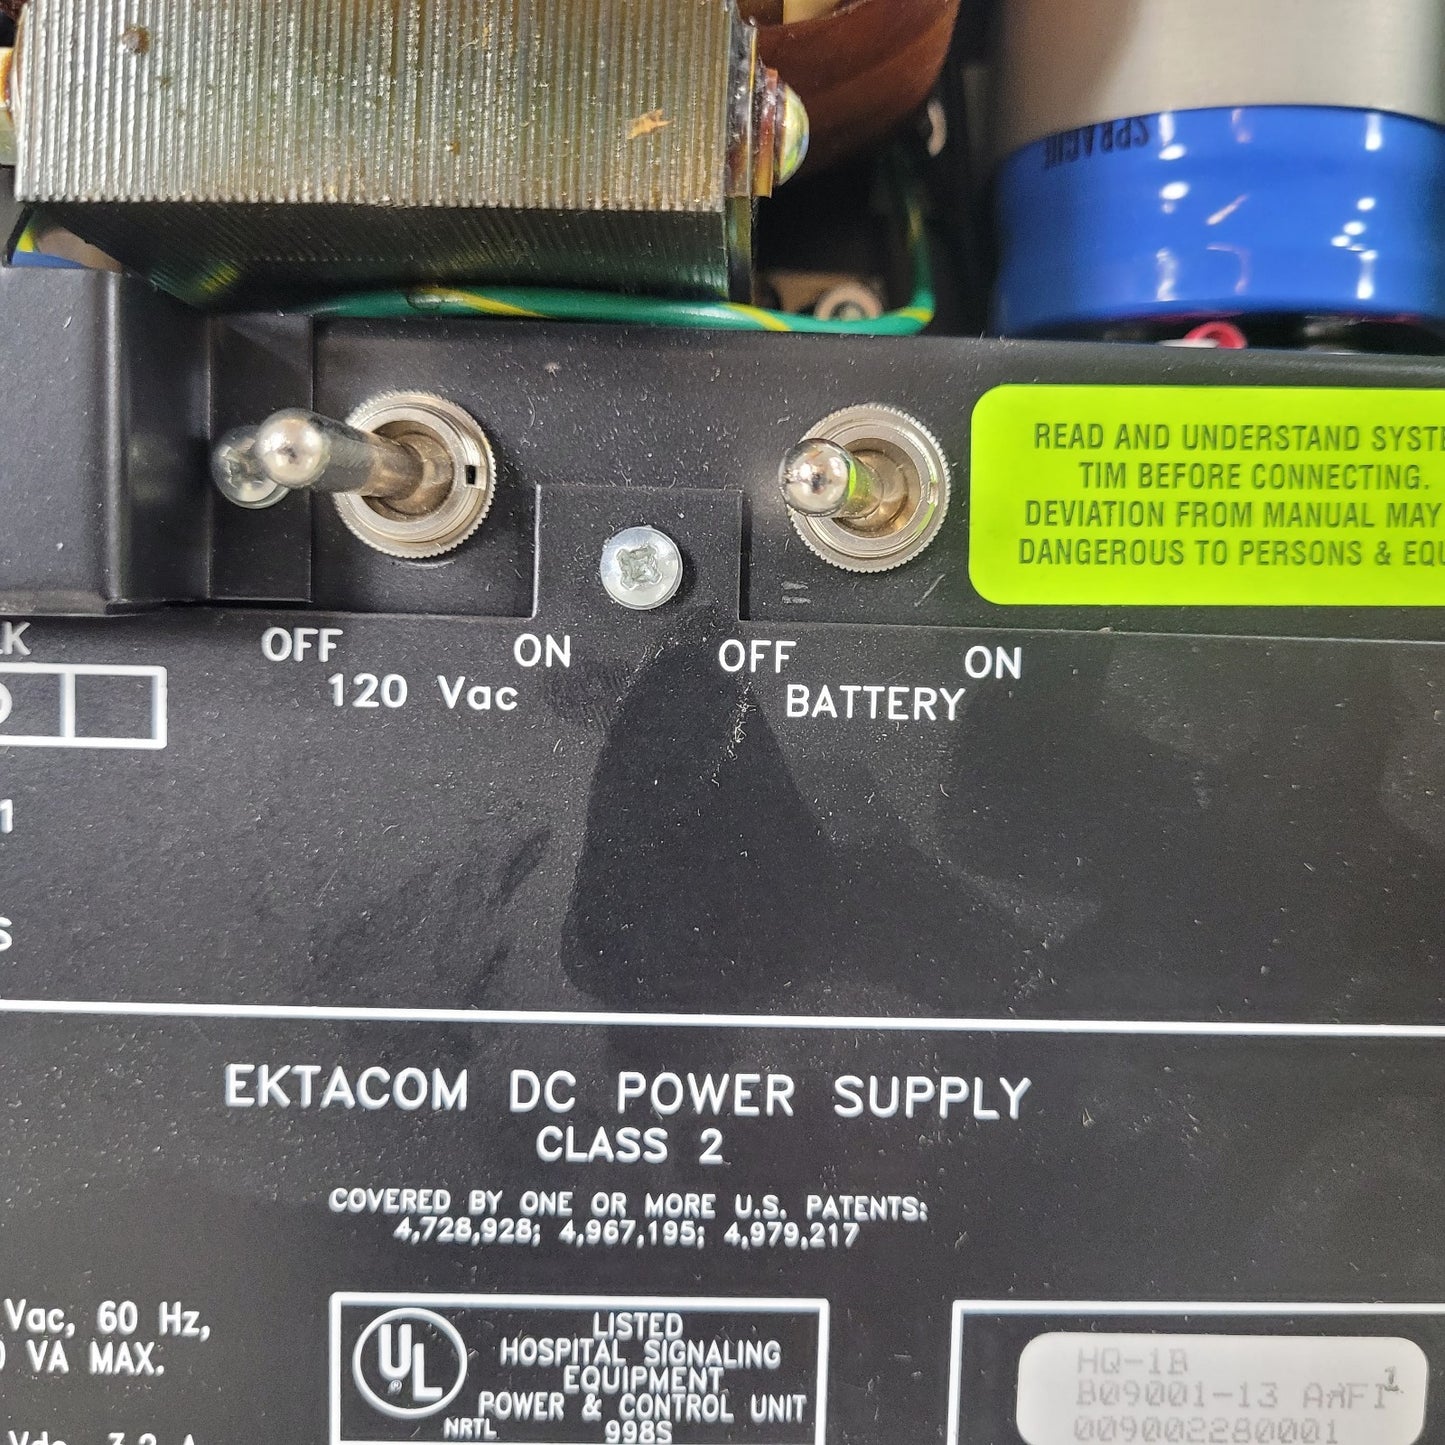 READ AND UNDERSTAND
TIM BEFORE CONNECTING.
DEVIATION FROM MANUAL MAY
DANGEROUS TO PERSONS &
OFF ON OFF ON
120 Vac BATTERY
EKTACOM DC POWER SUPPLY
CLASS 2
COVERED BY ONE OR MORE U.S. PATENTS:
4,728,928; 4,967,195; 4,979,217
Vac, 60 Hz,
VA MAX.
UL ®
LISTED
HOSPITAL SIGNALING
EQUIPMENT
POWER & CONTROL UNIT
NRTL 998S
HQ-1B
B09001-13
009002280001